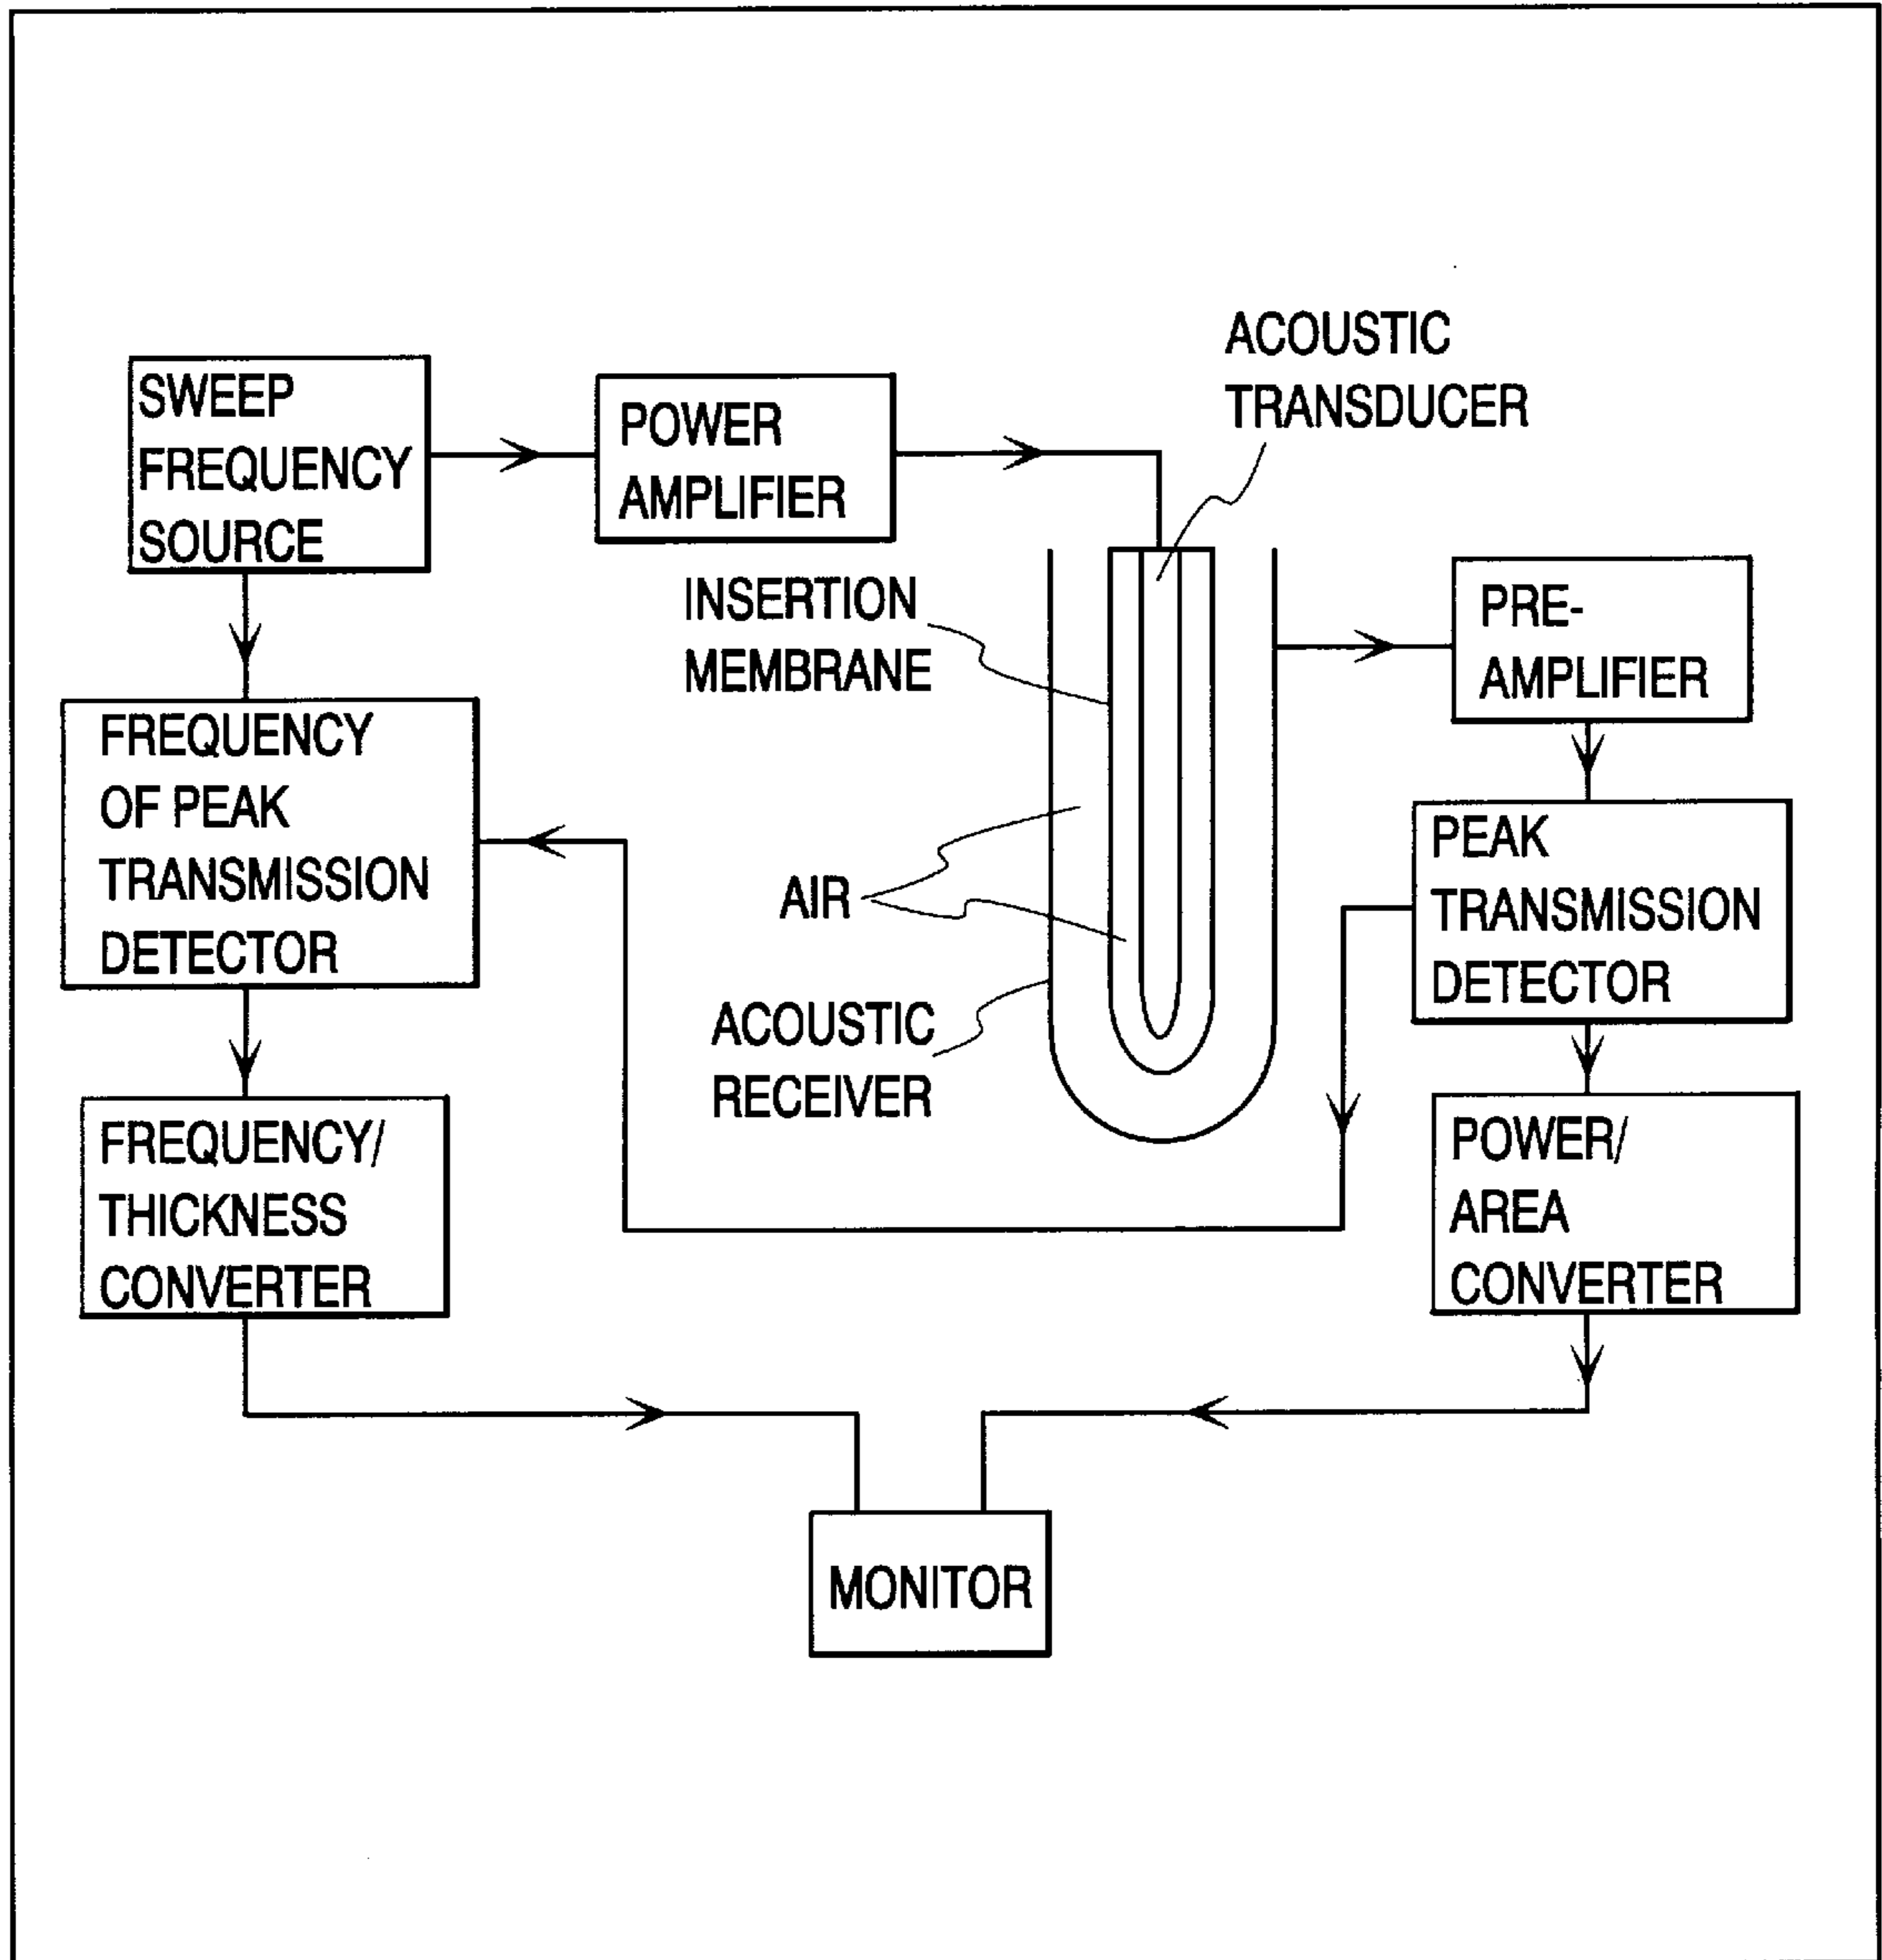 ACOUSTIC
TRANSDUCER
SWEEP
FREQUENCY
SOURCE
POWER
AMPLIFIER
INSERTION
MEMBRANE
PRE-
AMPLIFIER
FREQUENCY
OF PEAK
TRANSMISSION
DETECTOR
AIR
PEAK
TRANSMISSION
DETECTOR
ACOUSTIC
RECEIVER
FREQUENCY/
THICKNESS
CONVERTER
POWER/
AREA
CONVERTER
MONITOR